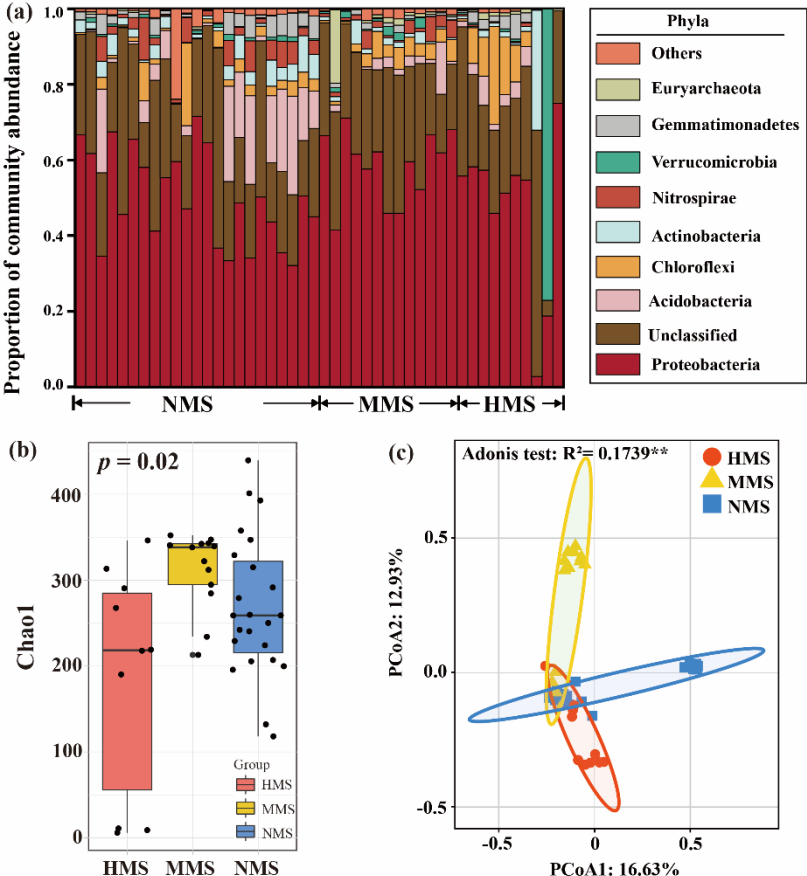 (a)
Proportion of community abundance
1.0
0.8
0.6
0.4
0.2
0.0
NMS
MMS
HMS
Phyla
Others
Euryarchaeota
Gemmatimonadetes
Verrucomicrobia
Nitrospirae
Actinobacteria
Chloroflexi
Acidobacteria
Unclassified
Proteobacteria
(b)
p = 0.02
Chao1
400
300
200
100
0
Group
HMS
MMS
NMS
HMS
MMS
NMS
(c)
Adonis test: R²= 0.1739**
HMS
MMS
NMS
PCoA2: 12.93%
0.5
0.0
-0.5
-0.5
0
0.5
PCoA1: 16.63%